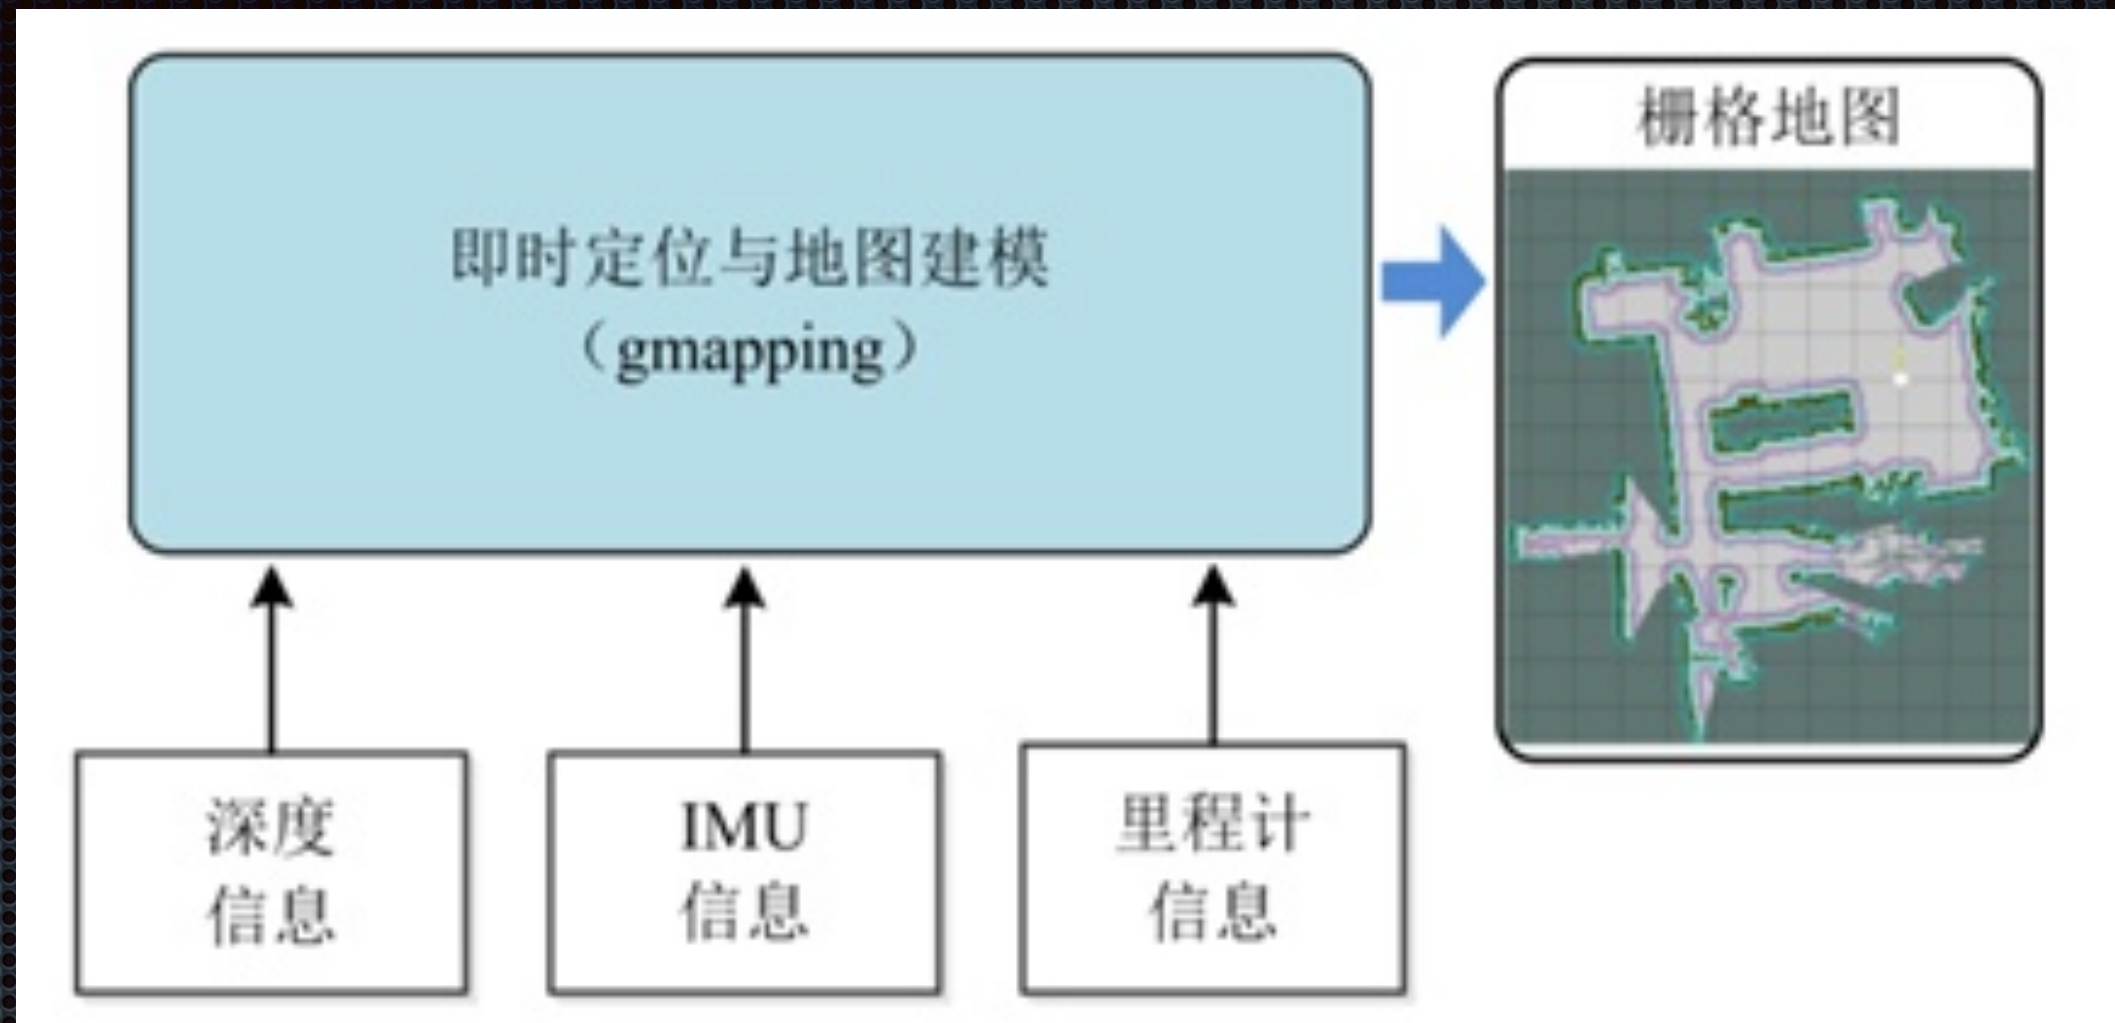 即时定位与地图建模
（gmapping）
栅格地图
深度
信息
IMU
信息
里程计
信息